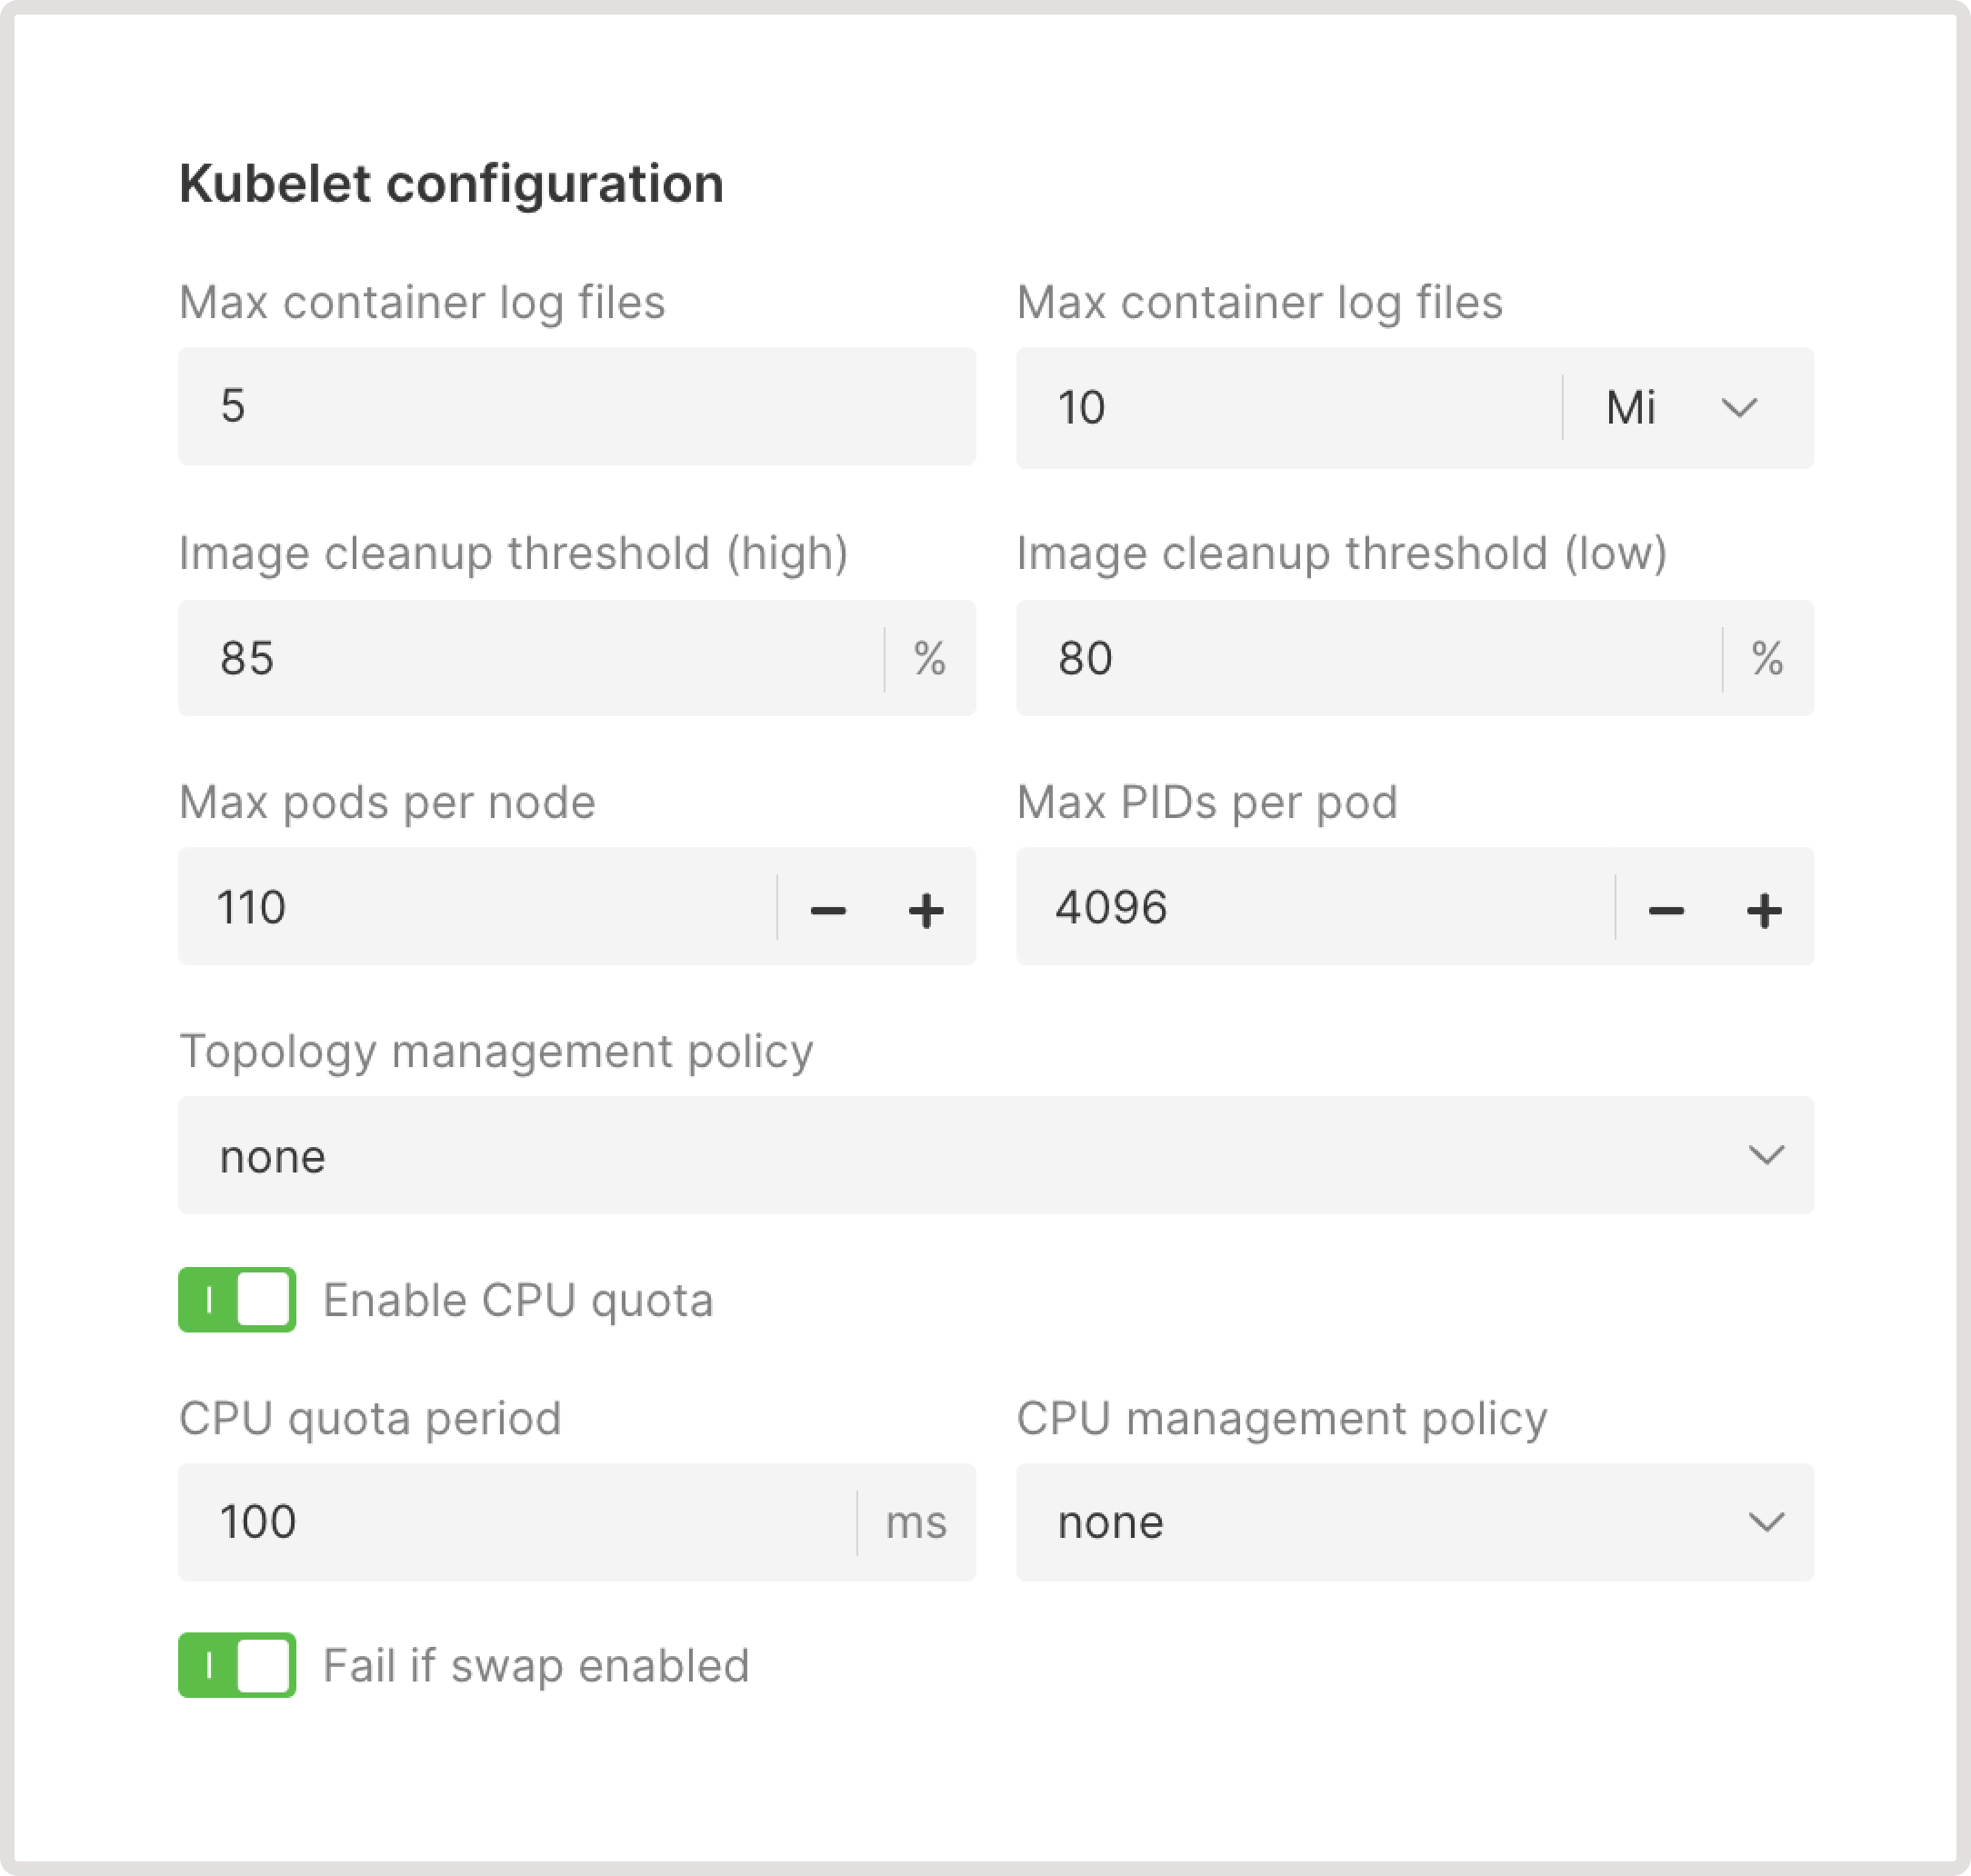 Kubelet configuration
Max container log files
Max container log files
5
10 Mi
Image cleanup threshold (high)
Image cleanup threshold (low)
85 %
80 %
Max pods per node
Max PIDs per pod
110 − +
4096 − +
Topology management policy
none
Enable CPU quota
CPU quota period
CPU management policy
100 ms
none
Fail if swap enabled